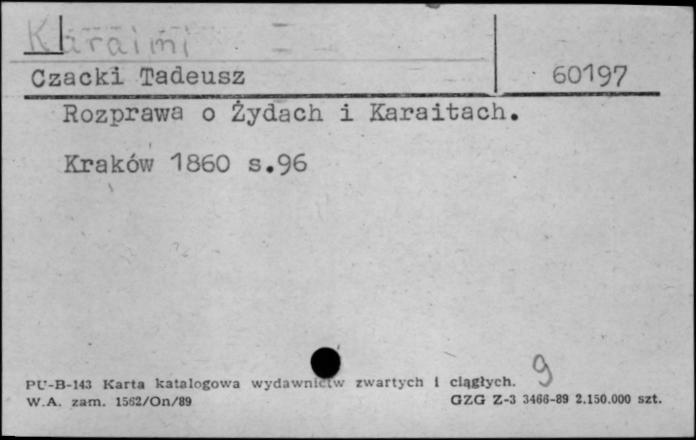 Karaimi
Czacki Tadeusz
60197
Rozprawa o Żydach i Karaitach.
Kraków 1860 s.96
9
PU-B-143 Karta katalogowa wydawnictw zwartych i ciągłych.
W.A. zam. 1562/On/89
GZG Z-3 3466-89 2.150.000 szt.